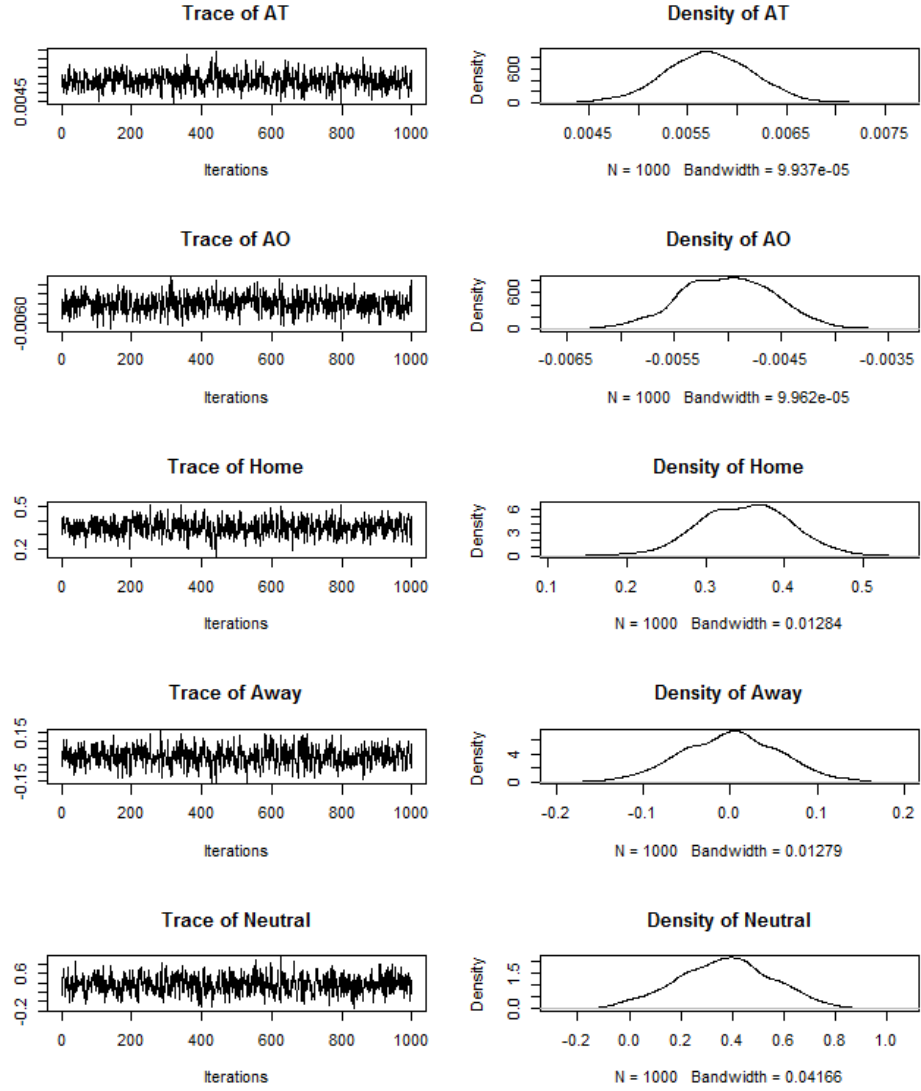 Trace of AT
0.0045
0 200 400 600 800 1000
Iterations
Density of AT
Density
0 600
0.0045 0.0055 0.0065 0.0075
N = 1000 Bandwidth = 9.937e-05
Trace of AO
-0.0060
0 200 400 600 800 1000
Iterations
Density of AO
Density
0 600
-0.0065 -0.0055 -0.0045 -0.0035
N = 1000 Bandwidth = 9.962e-05
Trace of Home
0.2 0.5
0 200 400 600 800 1000
Iterations
Density of Home
Density
0 3 6
0.1 0.2 0.3 0.4 0.5
N = 1000 Bandwidth = 0.01284
Trace of Away
-0.15 0.15
0 200 400 600 800 1000
Iterations
Density of Away
Density
0 4
-0.2 -0.1 0.0 0.1 0.2
N = 1000 Bandwidth = 0.01279
Trace of Neutral
-0.2 0.6
0 200 400 600 800 1000
Iterations
Density of Neutral
Density
0.0 1.5
-0.2 0.0 0.2 0.4 0.6 0.8 1.0
N = 1000 Bandwidth = 0.04166